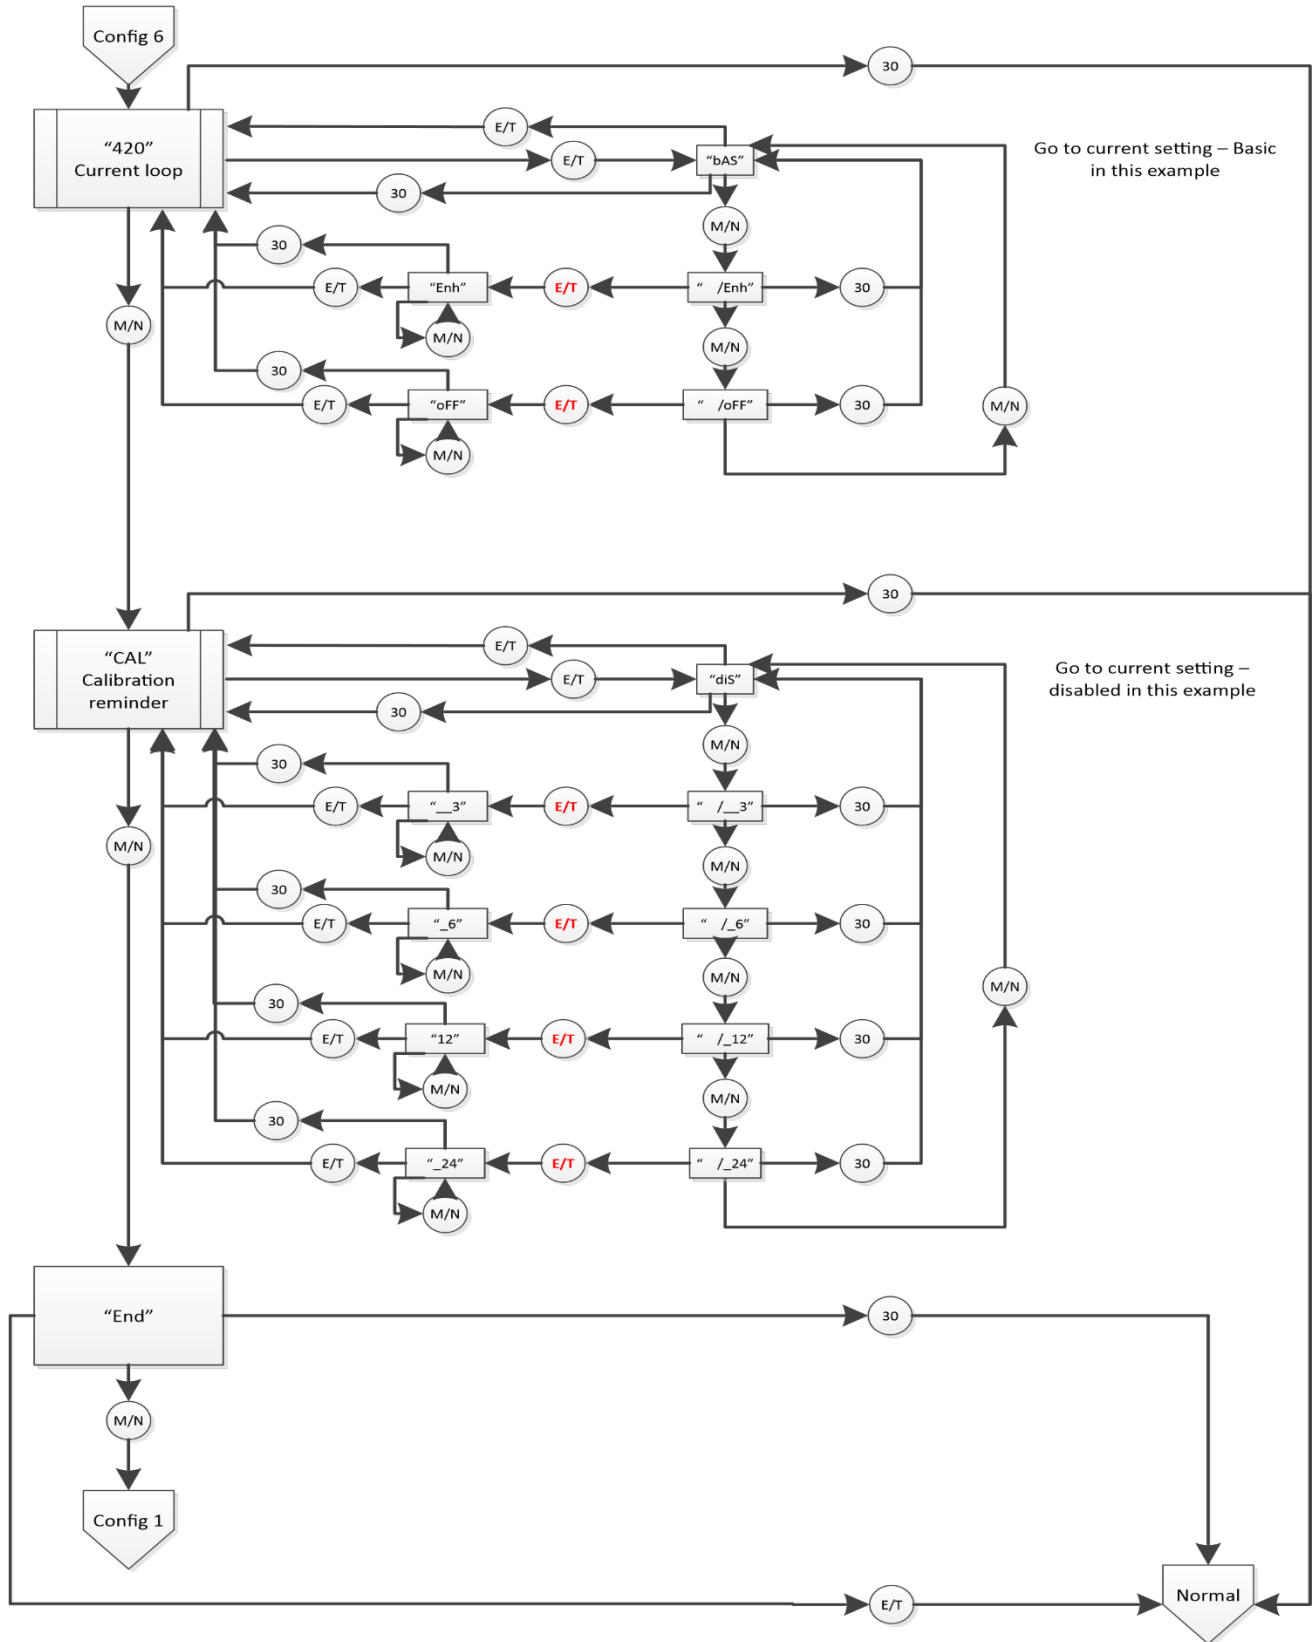 Config 6
30
“420”
Current loop
E/T
E/T
“bAS”
Go to current setting – Basic
in this example
30
M/N
30
E/T
“Enh”
E/T
“   /Enh”
30
M/N
M/N
M/N
30
E/T
“oFF”
E/T
“   /oFF”
30
M/N
M/N
30
“CAL”
Calibration
reminder
E/T
E/T
“diS”
Go to current setting –
disabled in this example
30
M/N
30
E/T
“__3”
E/T
“   /__3”
30
M/N
M/N
M/N
30
E/T
“_6”
E/T
“   /_6”
30
M/N
M/N
M/N
30
E/T
“12”
E/T
“   /_12”
30
M/N
M/N
30
E/T
“_24”
E/T
“   /_24”
30
M/N
“End”
30
M/N
Config 1
Normal
E/T